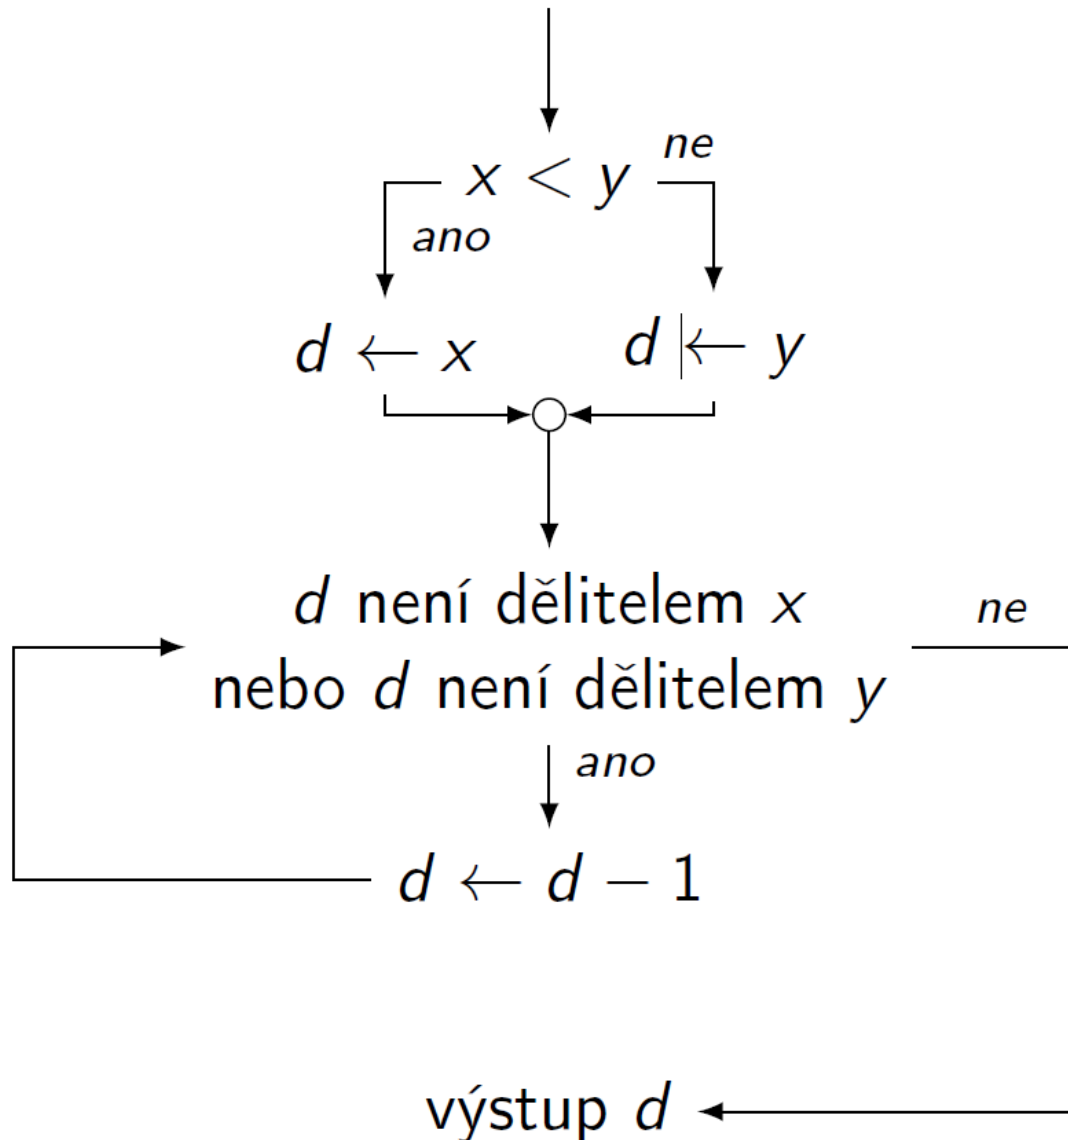 x < y
ne
ano
d ← x
d ← y
d není dělitelem x
nebo d není dělitelem y
ne
ano
d ← d − 1
výstup d